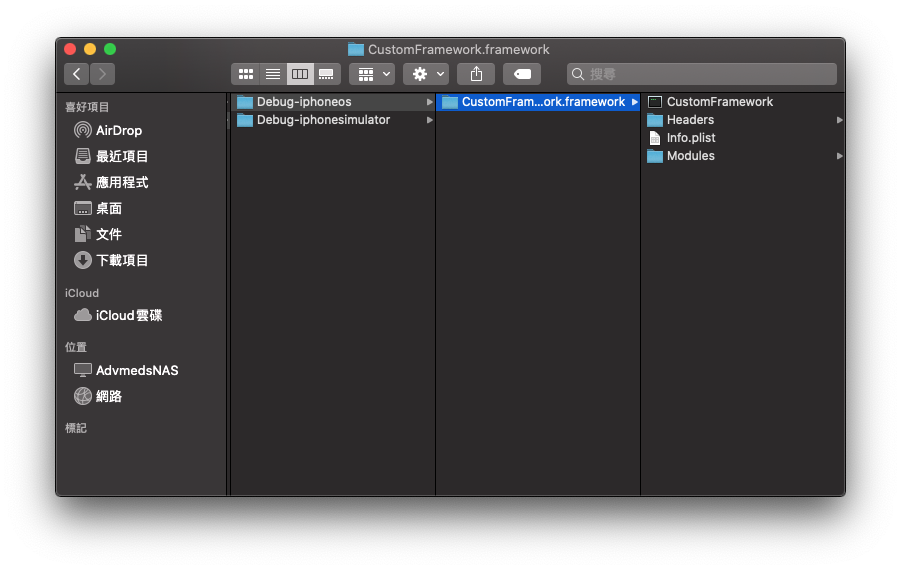 CustomFramework.framework
搜尋
喜好項目
AirDrop
最近項目
應用程式
桌面
文件
下載項目
iCloud
iCloud雲碟
位置
AdvmedsNAS
網路
標記
Debug-iphoneos
Debug-iphonesimulator
CustomFram...ork.framework
CustomFramework
Headers
Info.plist
Modules